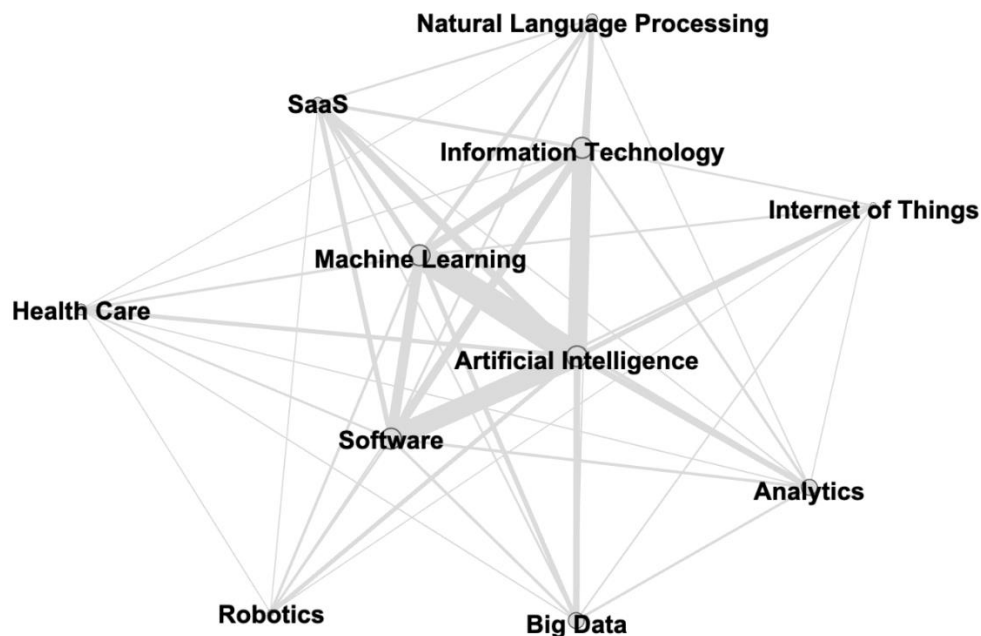 Natural Language Processing
SaaS
Information Technology
Internet of Things
Machine Learning
Health Care
Artificial Intelligence
Software
Analytics
Robotics
Big Data